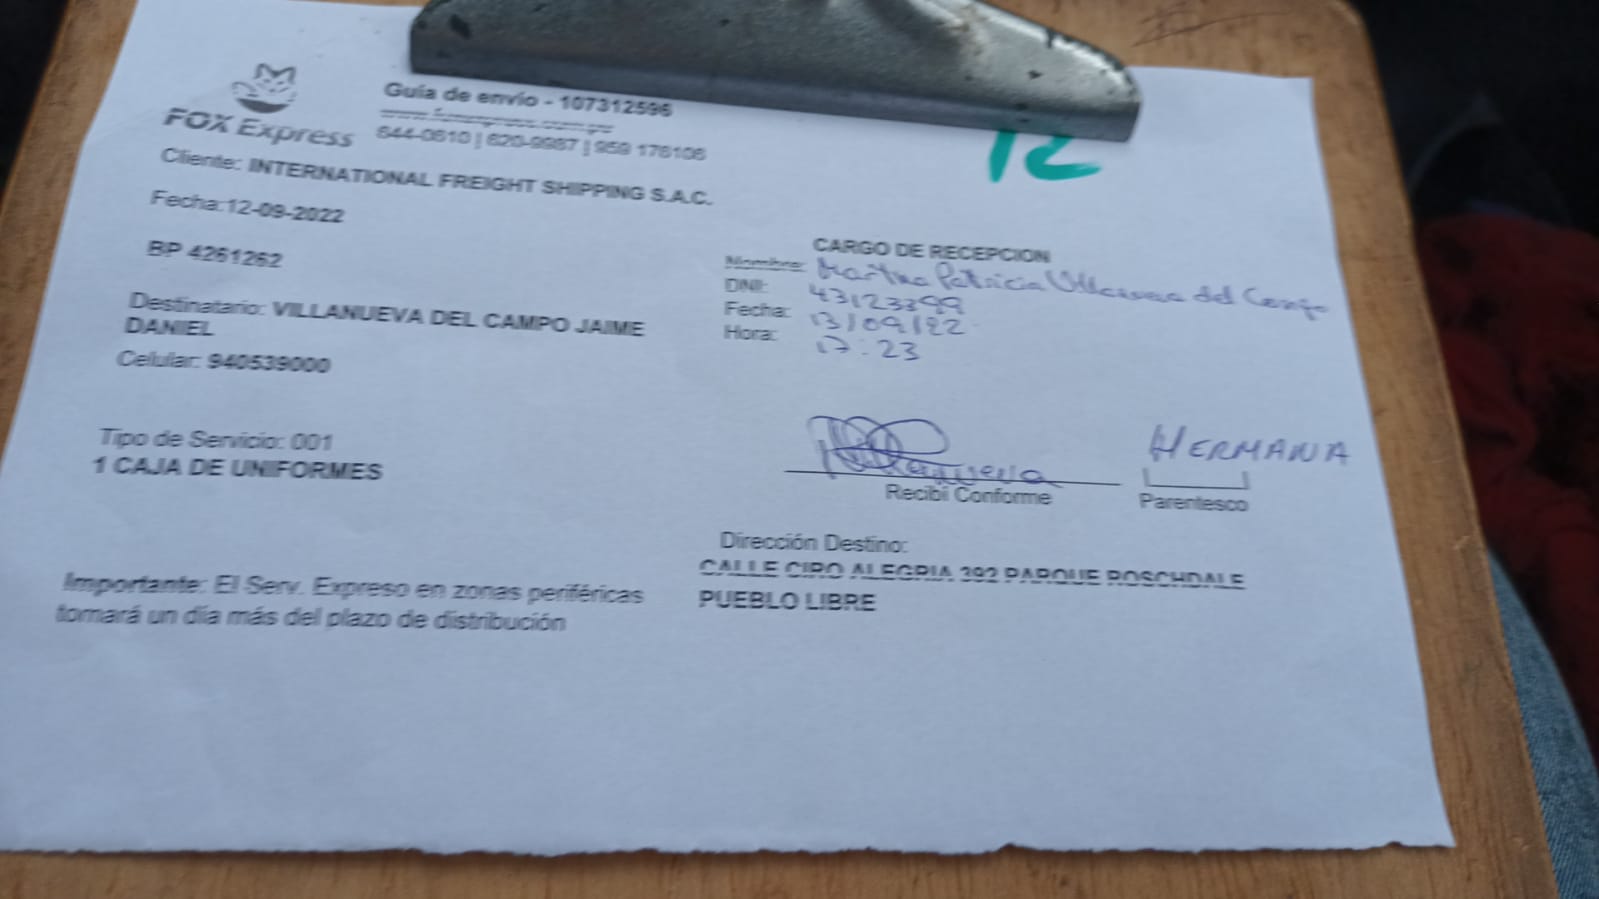 FOX Express
Guía de envío - 107312596
644-0610 | 620-9987 | 959 178106
Cliente: INTERNATIONAL FREIGHT SHIPPING S.A.C.
Fecha:12-09-2022
BP 4261262
Destinatario: VILLANUEVA DEL CAMPO JAIME
DANIEL
Celular: 940539000
Tipo de Servicio: 001
1 CAJA DE UNIFORMES
Importante: El Serv. Expreso en zonas periféricas
tomará un día más del plazo de distribución
12
CARGO DE RECEPCION
Nombre: Martha Patricia Villanueva del Campo
DNI: 43123399
Fecha: 13/09/22
Hora: 17:23
HERMANA
Recibí Conforme
Parentesco
Dirección Destino:
CALLE CIRO ALEGRIA 392 PARQUE ROSCHDALE
PUEBLO LIBRE